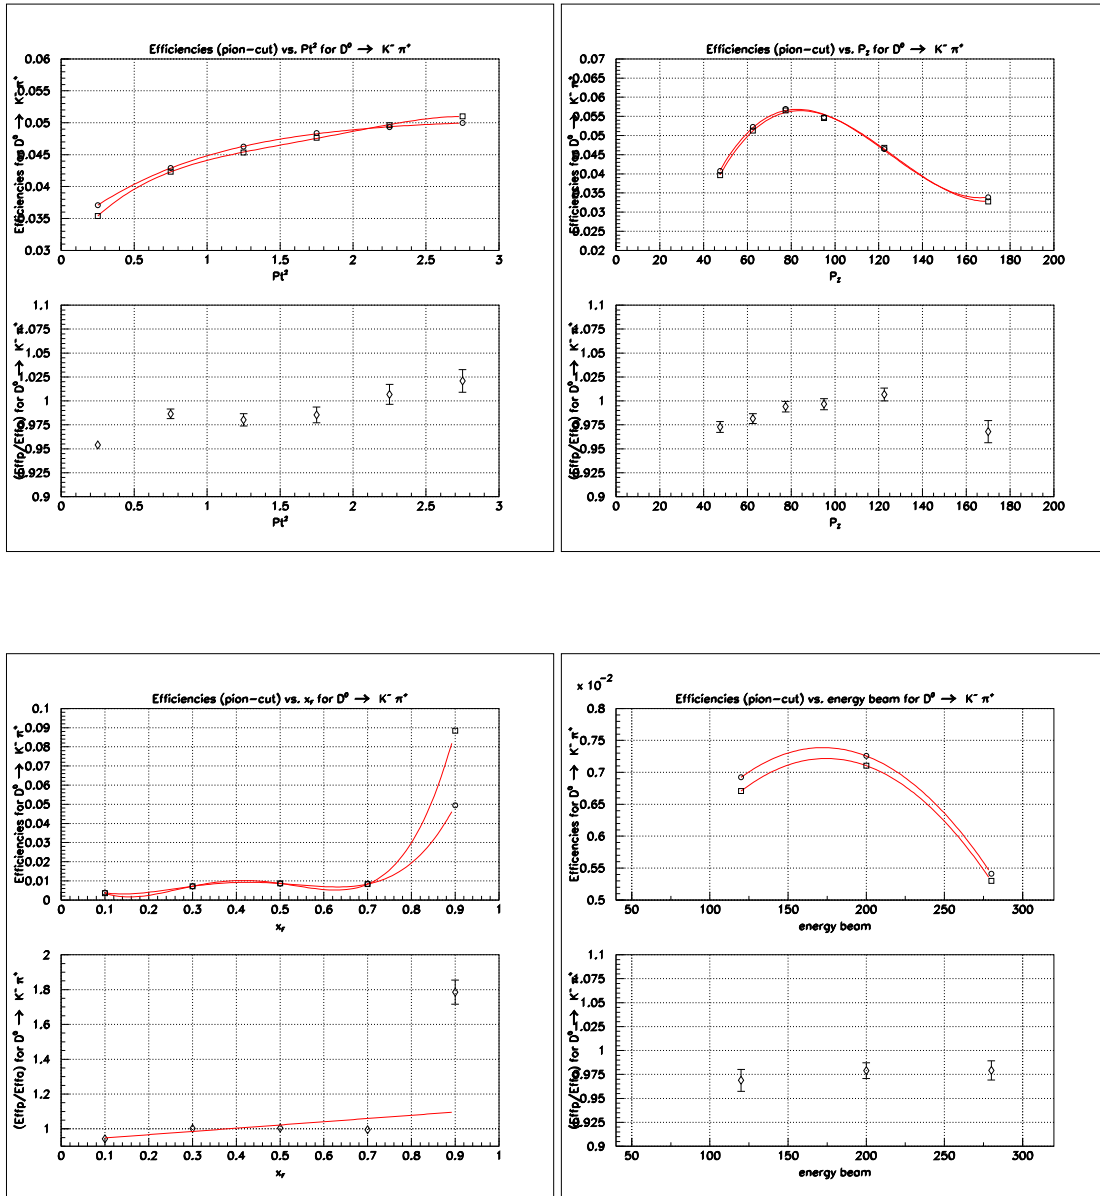 Efficiencies (pion-cut) vs. Pt² for D⁰ → K⁻ π⁺
Efficiencies for D⁰ → K⁻ π⁺
0.06
0.055
0.05
0.045
0.04
0.035
0.03
0 0.5 1 1.5 2 2.5 3
Pt²
(Effp/Effa) for D⁰ → K⁻ π⁺
1.1
1.075
1.05
1.025
1
0.975
0.95
0.925
0.9
0 0.5 1 1.5 2 2.5 3
Pt²
Efficiencies (pion-cut) vs. P_z for D⁰ → K⁻ π⁺
Efficiencies for D⁰ → K⁻ π⁺
0.07
0.065
0.06
0.055
0.05
0.045
0.04
0.035
0.03
0.025
0.02
0 20 40 60 80 100 120 140 160 180 200
P_z
(Effp/Effa) for D⁰ → K⁻ π⁺
1.1
1.075
1.05
1.025
1
0.975
0.95
0.925
0.9
0 20 40 60 80 100 120 140 160 180 200
P_z
Efficiencies (pion-cut) vs. x_F for D⁰ → K⁻ π⁺
Efficiencies for D⁰ → K⁻ π⁺
0.1
0.09
0.08
0.07
0.06
0.05
0.04
0.03
0.02
0.01
0
0 0.1 0.2 0.3 0.4 0.5 0.6 0.7 0.8 0.9 1
x_F
(Effp/Effa) for D⁰ → K⁻ π⁺
2
1.8
1.6
1.4
1.2
1
0 0.1 0.2 0.3 0.4 0.5 0.6 0.7 0.8 0.9 1
x_F
x 10⁻²
Efficiencies (pion-cut) vs. energy beam for D⁰ → K⁻ π⁺
Efficencies for D⁰ → K⁻ π⁺
0.8
0.75
0.7
0.65
0.6
0.55
0.5
50 100 150 200 250 300
energy beam
(Effp/Effa) for D⁰ → K⁻ π⁺
1.1
1.075
1.05
1.025
1
0.975
0.95
0.925
0.9
50 100 150 200 250 300
energy beam